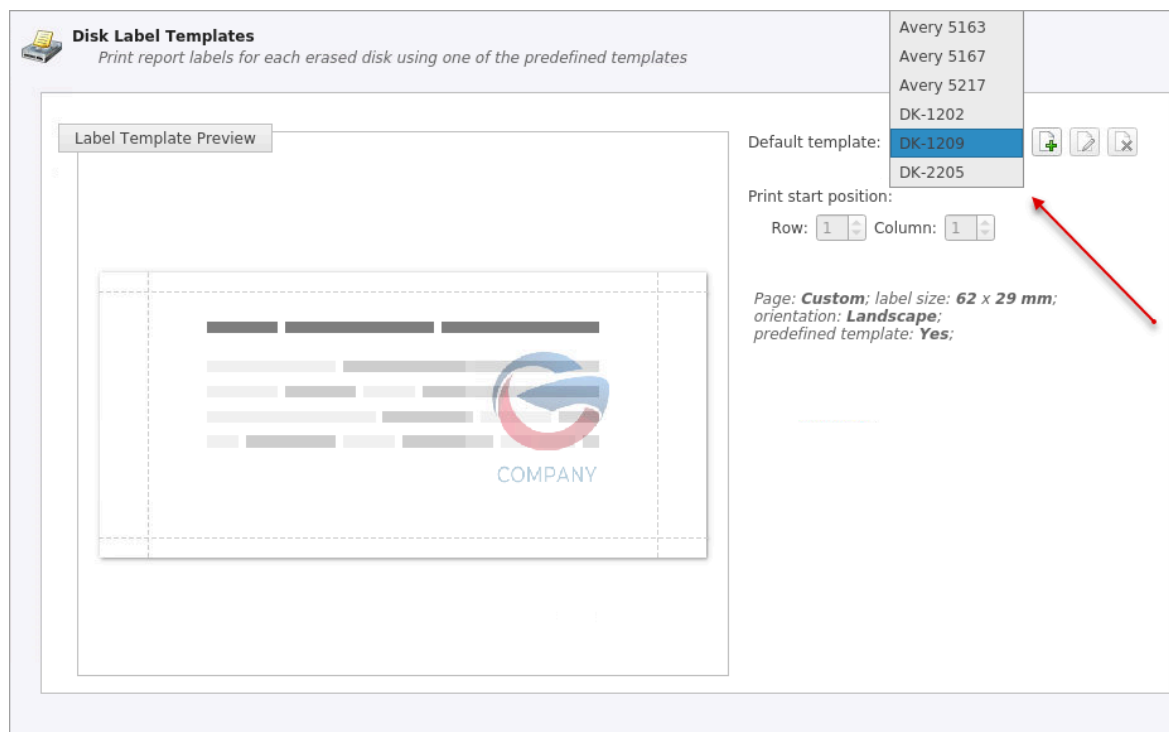 Disk Label Templates
Print report labels for each erased disk using one of the predefined templates
Avery 5163
Avery 5167
Avery 5217
DK-1202
DK-1209
DK-2205
Label Template Preview
Default template:
Print start position:
Row: 1 Column: 1
Page: Custom; label size: 62 x 29 mm;
orientation: Landscape;
predefined template: Yes;
COMPANY